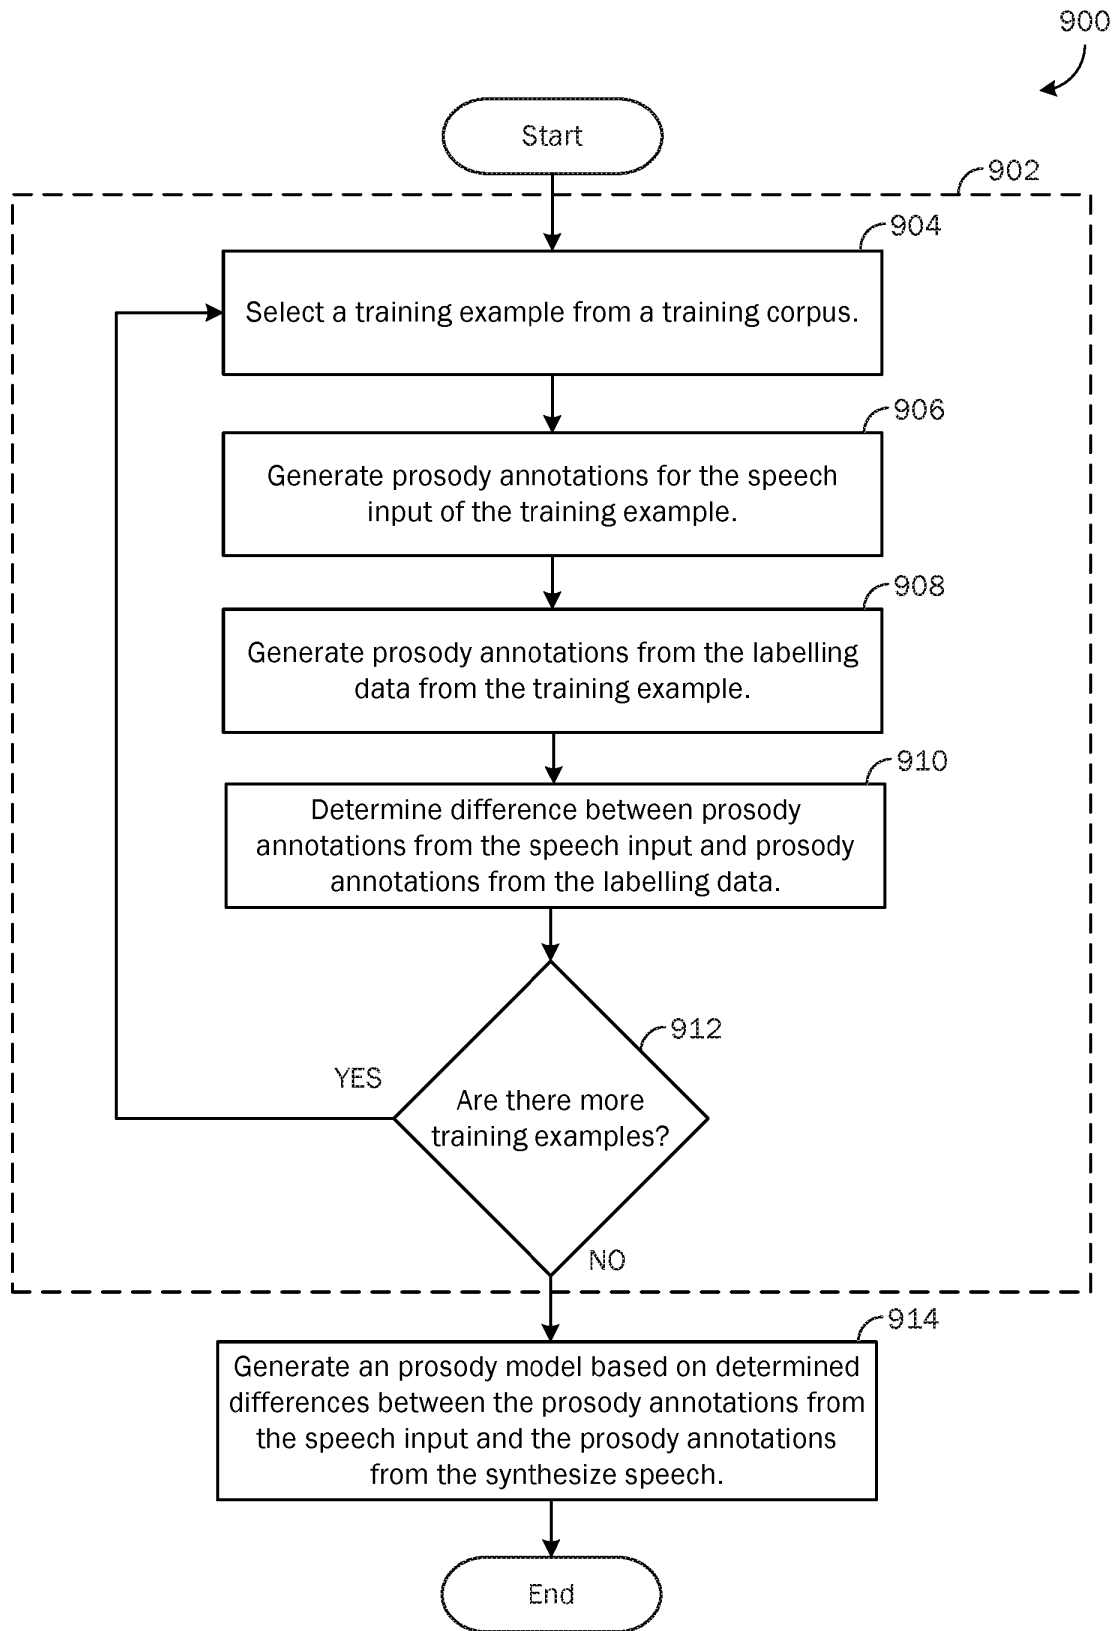 900
Start
902
904
Select a training example from a training corpus.
906
Generate prosody annotations for the speech
input of the training example.
908
Generate prosody annotations from the labelling
data from the training example.
910
Determine difference between prosody
annotations from the speech input and prosody
annotations from the labelling data.
912
YES
Are there more
training examples?
NO
914
Generate an prosody model based on determined
differences between the prosody annotations from
the speech input and the prosody annotations
from the synthesize speech.
End